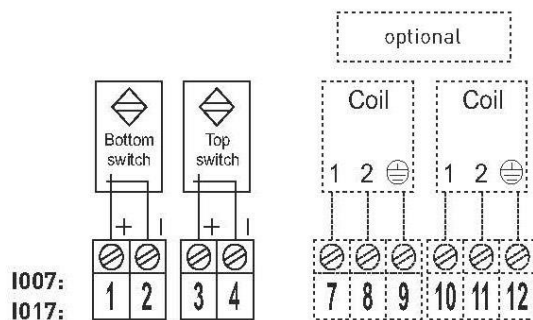 optional
Coil Coil
Bottom switch Top switch
1 2 1 2
+ – + –
I007:
I017:
1 2 3 4 7 8 9 10 11 12